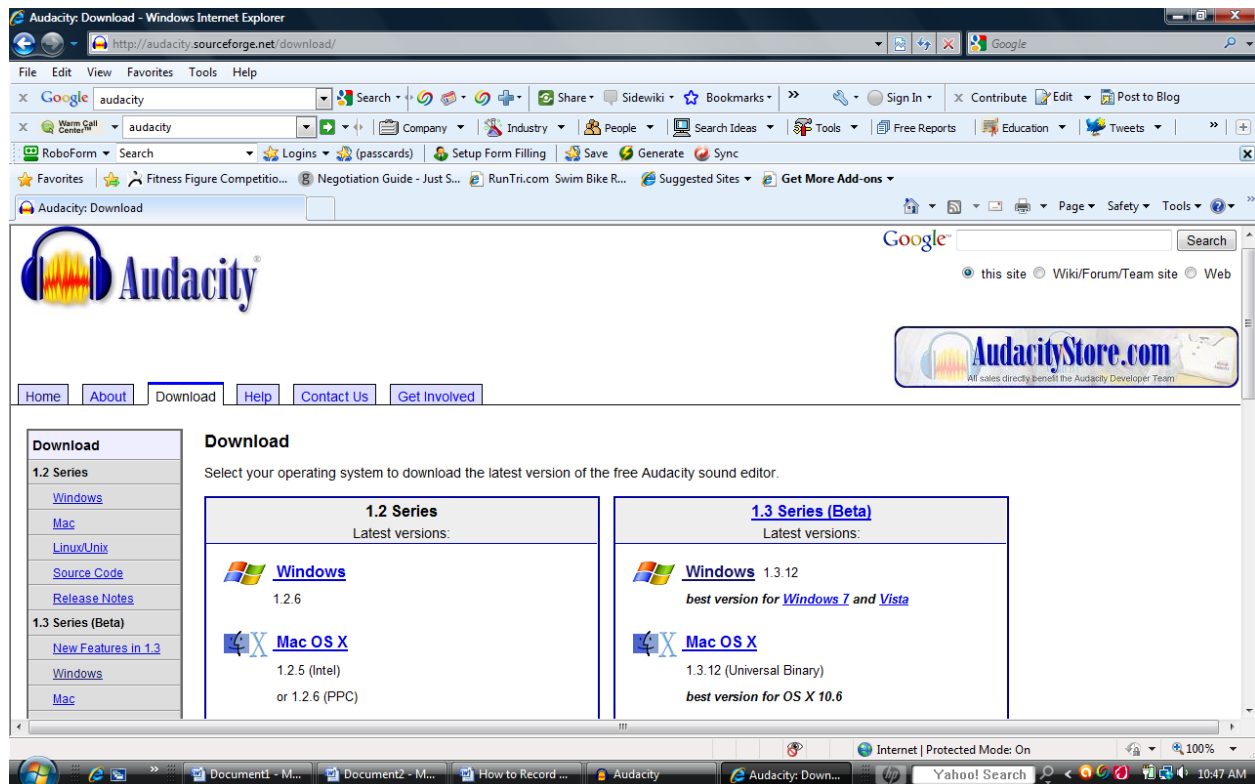 Audacity: Download - Windows Internet Explorer
http://audacity.sourceforge.net/download/ Google
File Edit View Favorites Tools Help
x Google audacity Search Share Sidewiki Bookmarks » Sign In x Contribute Edit Post to Blog
x Warm Call Center™ audacity Company Industry People Search Ideas Tools Free Reports Education Tweets »
RoboForm Search Logins (passcards) Setup Form Filling Save Generate Sync x
Favorites Fitness Figure Competitio... Negotiation Guide - Just S... RunTri.com Swim Bike R... Suggested Sites Get More Add-ons
Audacity: Download Page Safety Tools »
Audacity®
Google™ Search
this site Wiki/Forum/Team site Web
AudacityStore.com
All sales directly benefit the Audacity Developer Team
Home About Download Help Contact Us Get Involved
Download
1.2 Series
Windows
Mac
Linux/Unix
Source Code
Release Notes
1.3 Series (Beta)
New Features in 1.3
Windows
Mac
Download
Select your operating system to download the latest version of the free Audacity sound editor.
1.2 Series
Latest versions:
Windows
1.2.6
Mac OS X
1.2.5 (Intel)
or 1.2.6 (PPC)
1.3 Series (Beta)
Latest versions:
Windows 1.3.12
best version for Windows 7 and Vista
Mac OS X
1.3.12 (Universal Binary)
best version for OS X 10.6
Internet | Protected Mode: On 100%
» Document1 - M... Document2 - M... How to Record ... Audacity Audacity: Down... hp Yahoo! Search 10:47 AM